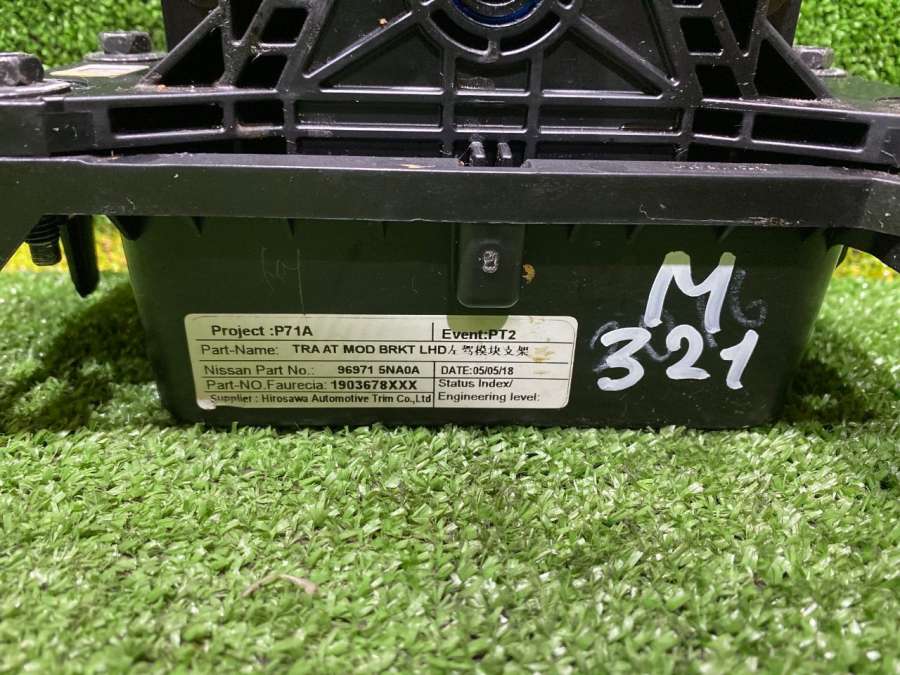 Project :P71A Event:PT2
Part-Name: TRA AT MOD BRKT LHD左驾模块支架
Nissan Part No.: 96971 5NA0A DATE:05/05/18
Part-NO.Faurecia: 1903678XXX Status Index/
Supplier : Hirosawa Automotive Trim Co.,Ltd Engineering level:
M
321